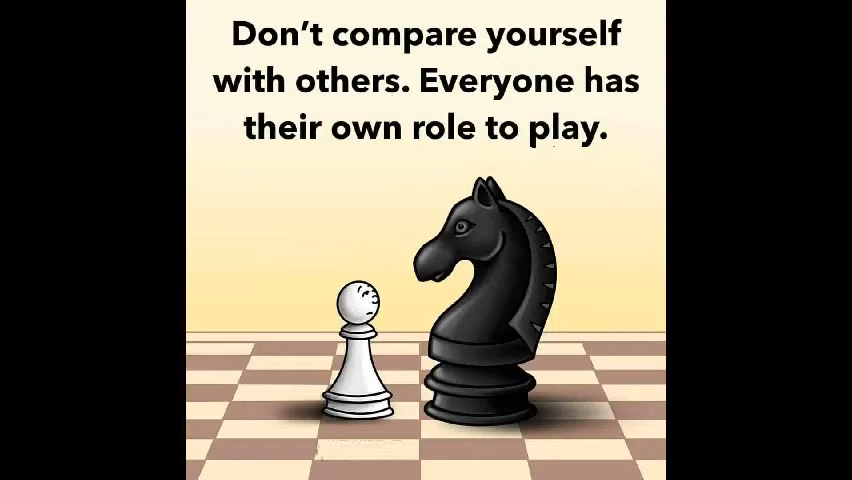 Don’t compare yourself
with others. Everyone has
their own role to play.